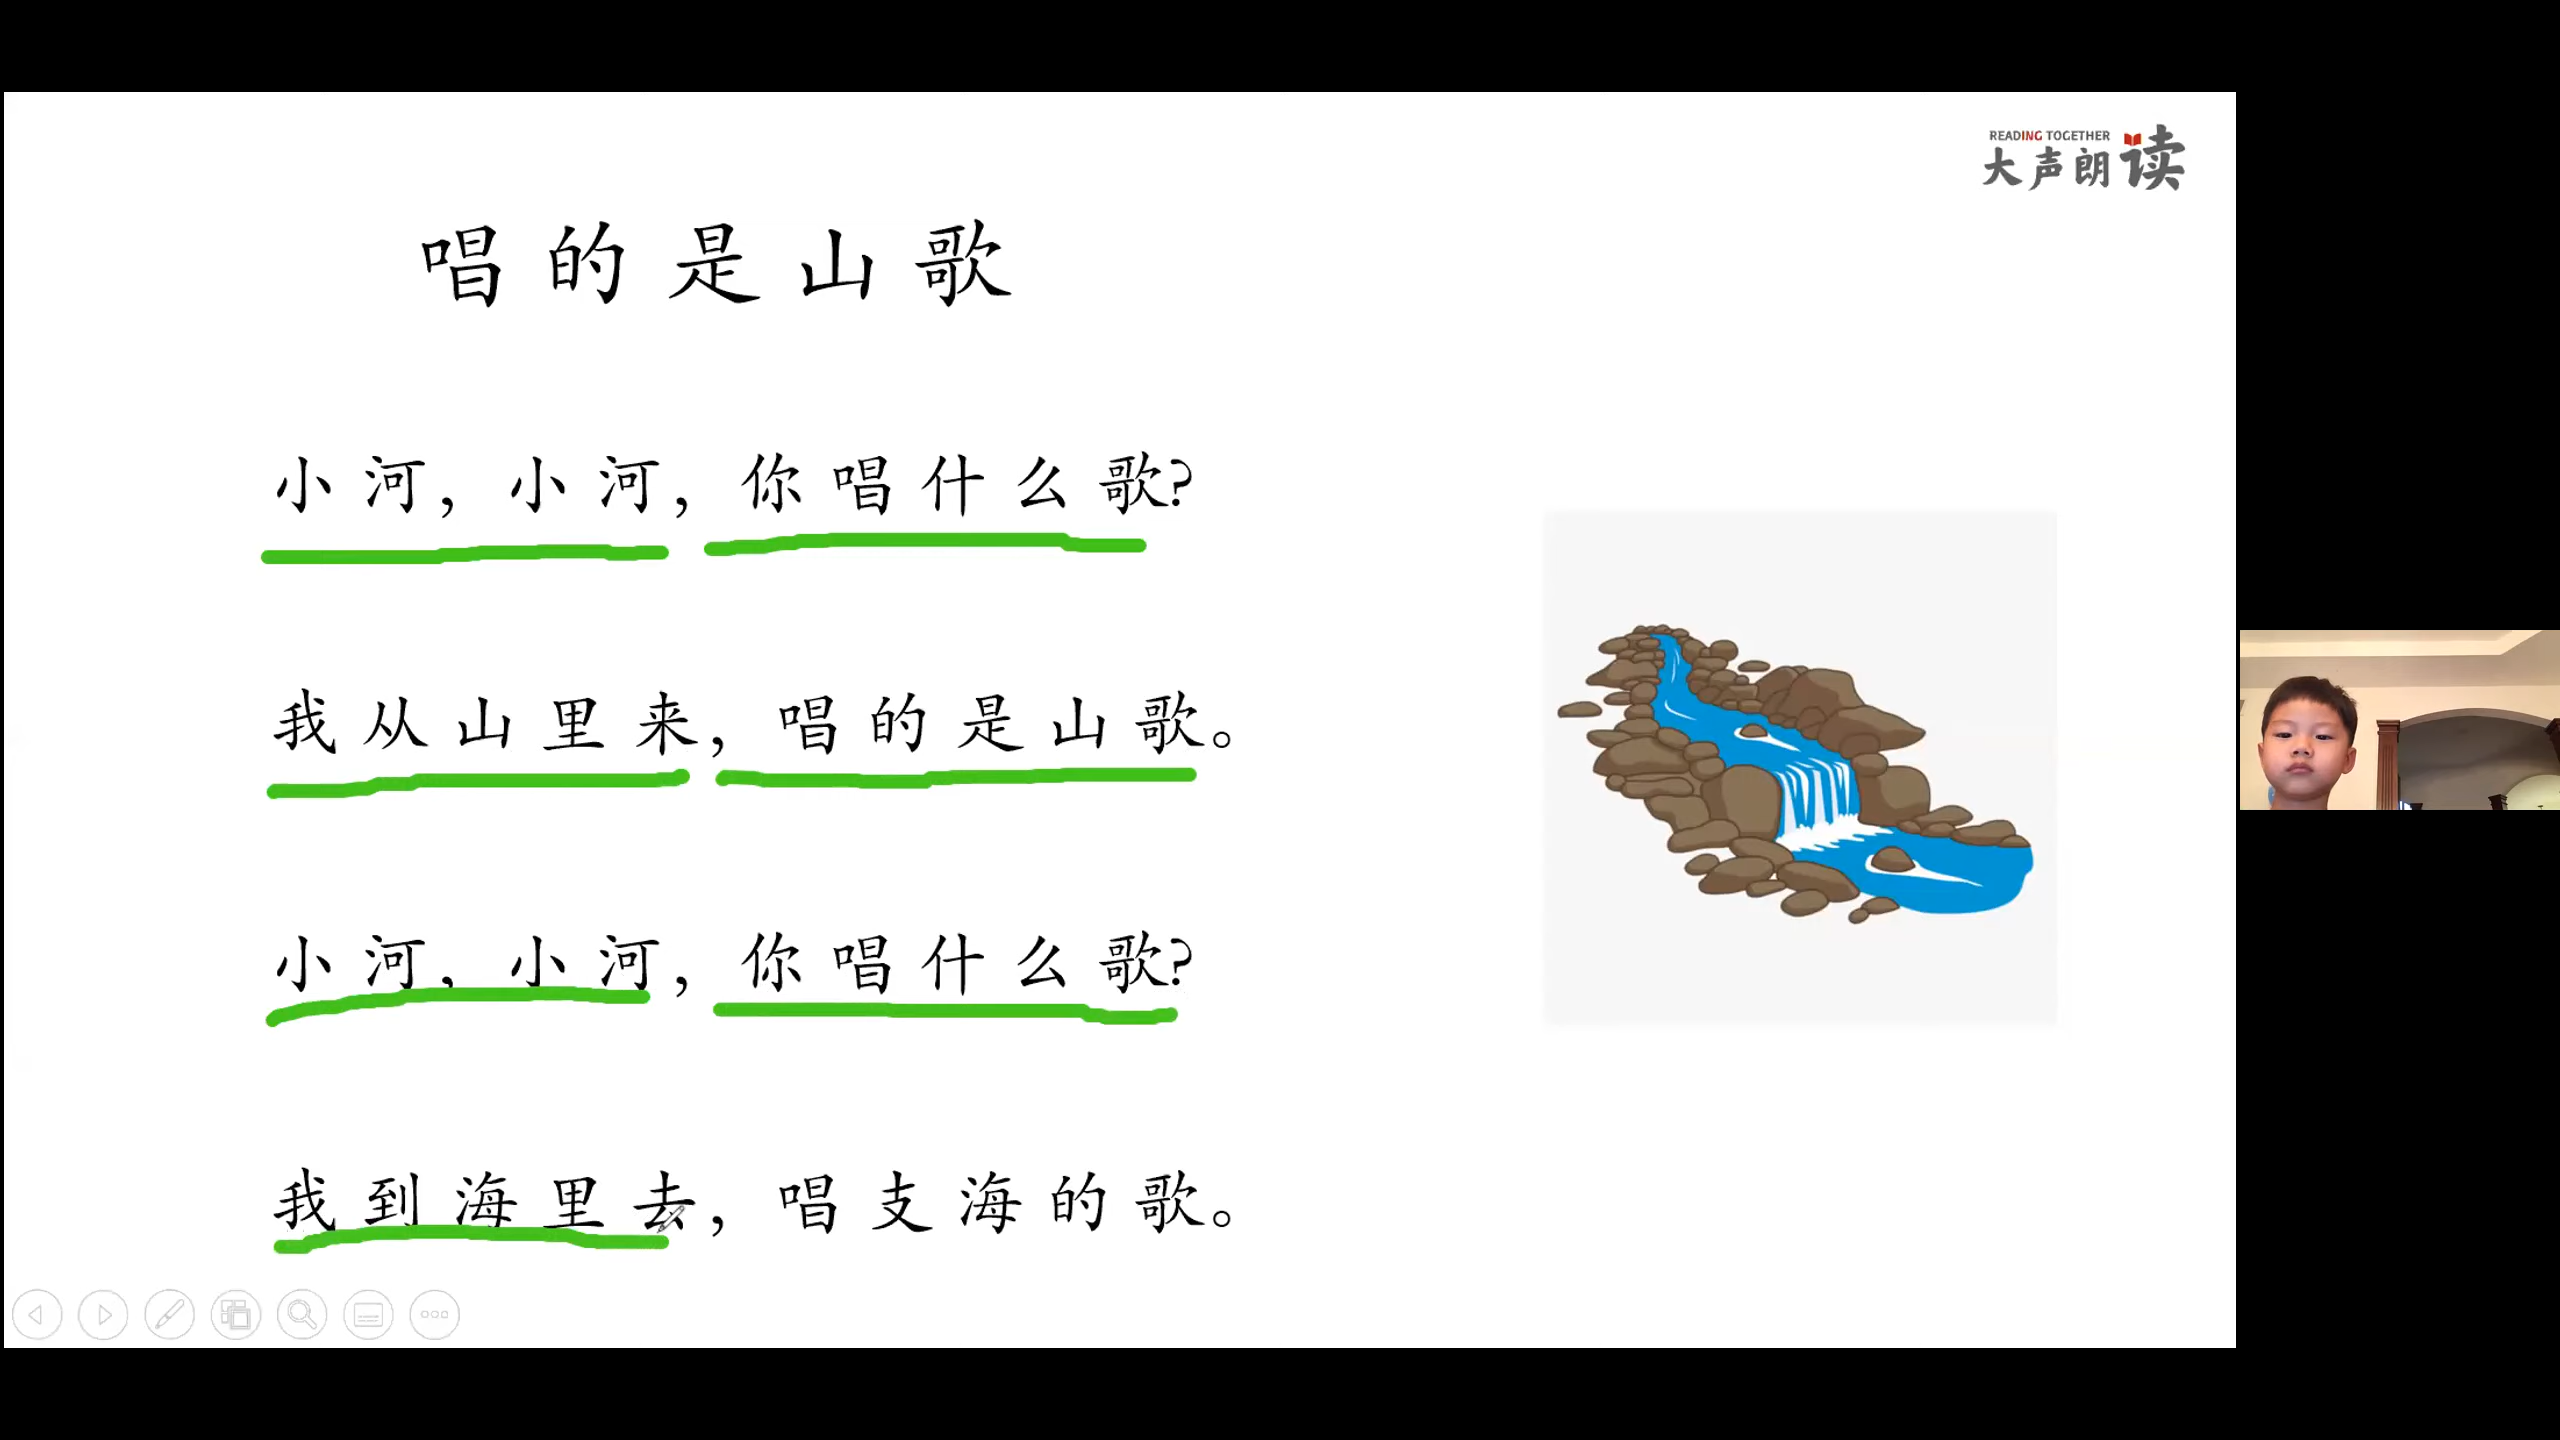 READING TOGETHER
大声朗读
唱的是山歌
小河，小河，你唱什么歌?
我从山里来，唱的是山歌。
小河，小河，你唱什么歌?
我到海里去，唱支海的歌。